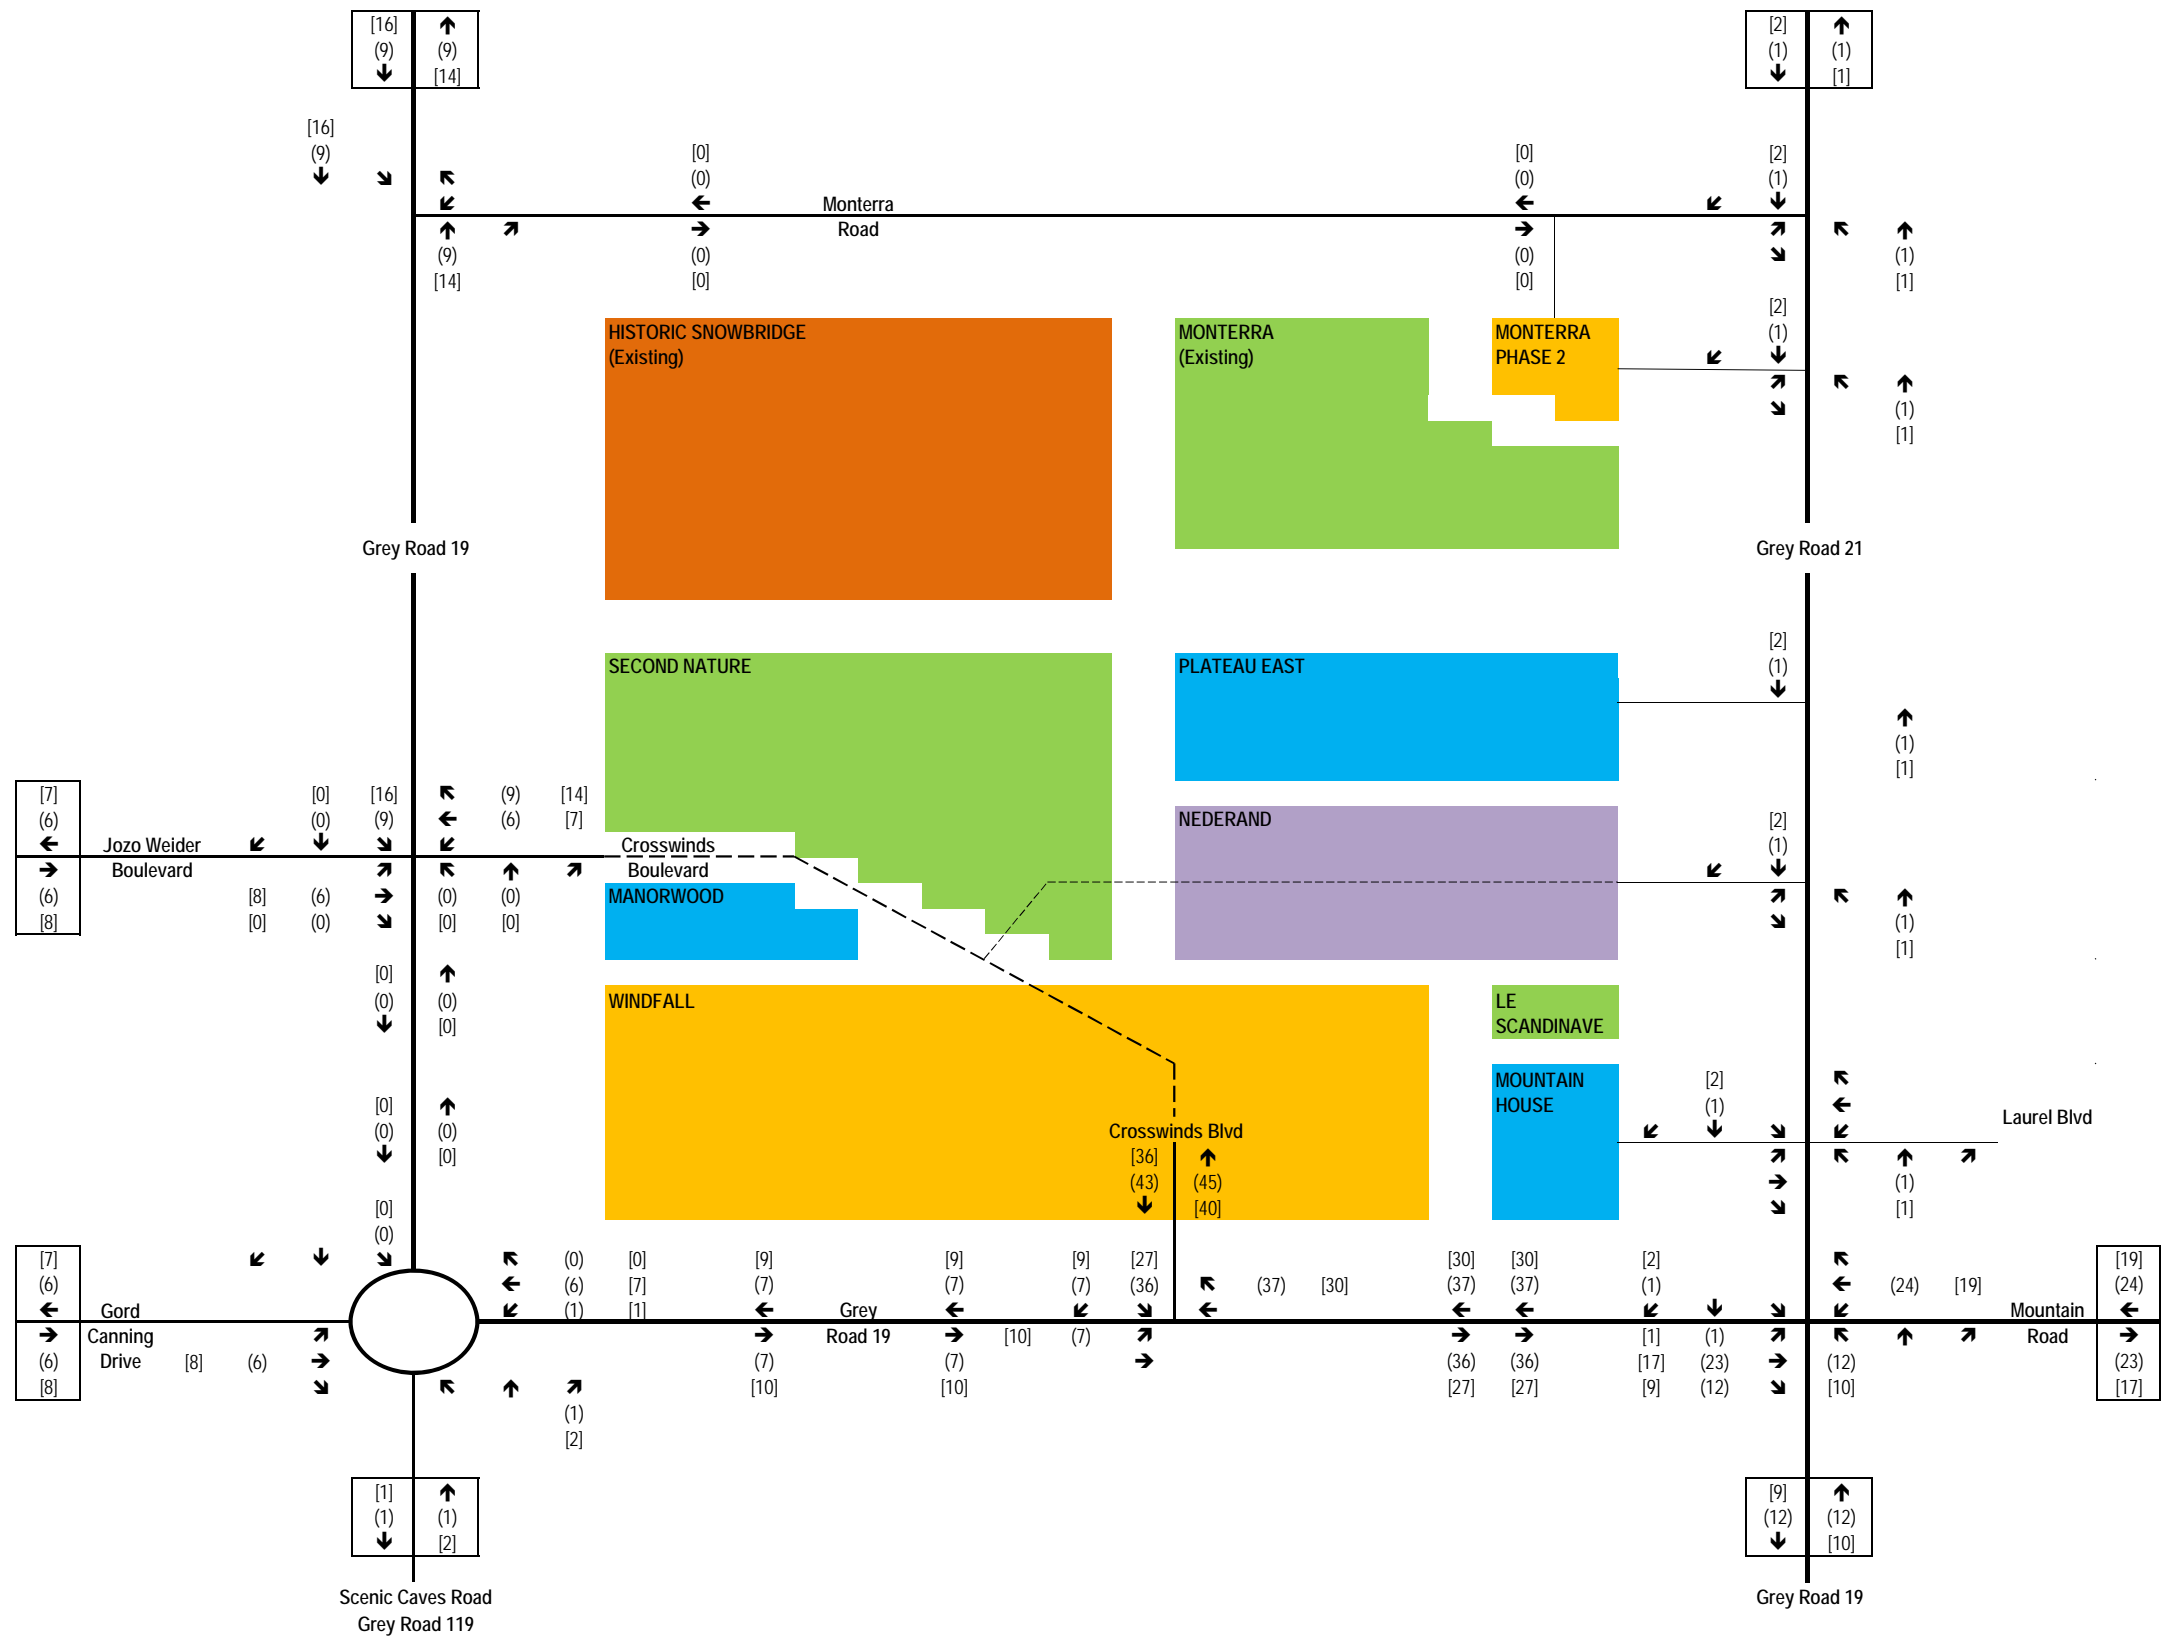 [16] [2]
(9) (9) (1) (1)
[14] [1]
[16]
(9) [0] [0] [2]
(0) (0) (1)
Monterra
Road
(9) (0) (0) (1)
[14] [0] [0] [1]
[2]
HISTORIC SNOWBRIDGE MONTERRA MONTERRA (1)
(Existing) (Existing) PHASE 2
(1)
[1]
Grey Road 19 Grey Road 21
[2]
SECOND NATURE PLATEAU EAST (1)
(1)
[1]
[7] [0] [16] (9) [14]
(6) (0) (9) (6) [7] NEDERAND [2]
(1)
Jozo Weider Crosswinds
Boulevard Boulevard
(6) [8] (6) (0) (0) MANORWOOD
[8] [0] (0) [0] [0] (1)
[1]
[0]
(0) (0) WINDFALL LE
[0] SCANDINAVE
MOUNTAIN [2]
[0] HOUSE (1)
(0) (0) Crosswinds Blvd Laurel Blvd
[0] [36]
(43) (45) (1)
[0] [40] [1]
(0)
[7] (0) [0] [9] [9] [9] [27] [30] [30] [2] [19]
(6) (6) [7] (7) (7) (7) (36) (37) [30] (37) (37) (1) (24) [19] (24)
Gord (1) [1] Grey Mountain
Canning Road 19 [10] (7) [1] (1) Road
(6) Drive [8] (6) (7) (7) (36) (36) [17] (23) (12) (23)
[8] [10] [10] [27] [27] [9] (12) [10] [17]
(1)
[2]
[1] [9]
(1) (1) (12) (12)
[2] [10]
Scenic Caves Road Grey Road 19
Grey Road 119